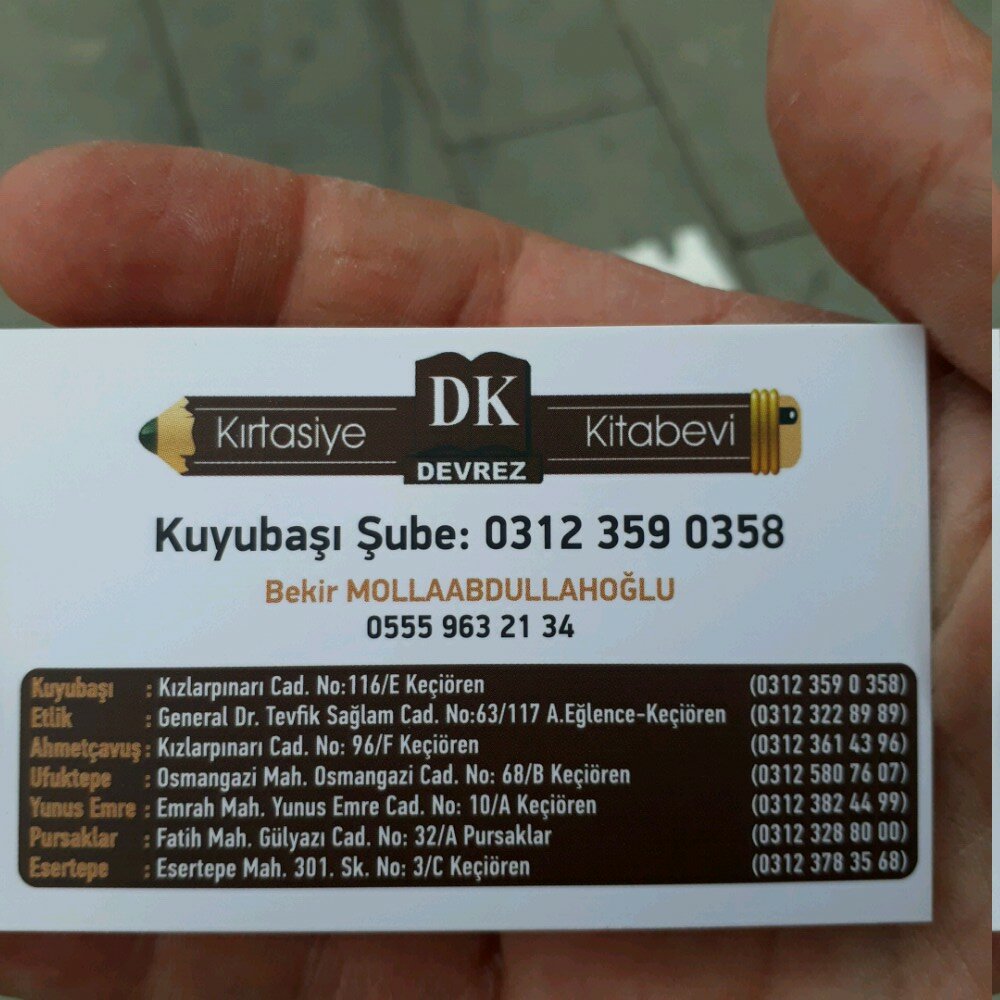 Kırtasiye DK Kitabevi
DEVREZ
Kuyubaşı Şube: 0312 359 0358
Bekir MOLLAABDULLAHOĞLU
0555 963 21 34
Kuyubaşı : Kızlarpınarı Cad. No:116/E Keçiören (0312 359 0 358)
Etlik : General Dr. Tevfik Sağlam Cad. No:63/117 A.Eğlence-Keçiören (0312 322 89 89)
Ahmetçavuş : Kızlarpınarı Cad. No: 96/F Keçiören (0312 361 43 96)
Ufuktepe : Osmangazi Mah. Osmangazi Cad. No: 68/B Keçiören (0312 580 76 07)
Yunus Emre : Emrah Mah. Yunus Emre Cad. No: 10/A Keçiören (0312 382 44 99)
Pursaklar : Fatih Mah. Gülyazı Cad. No: 32/A Pursaklar (0312 328 80 00)
Esertepe : Esertepe Mah. 301. Sk. No: 3/C Keçiören (0312 378 35 68)